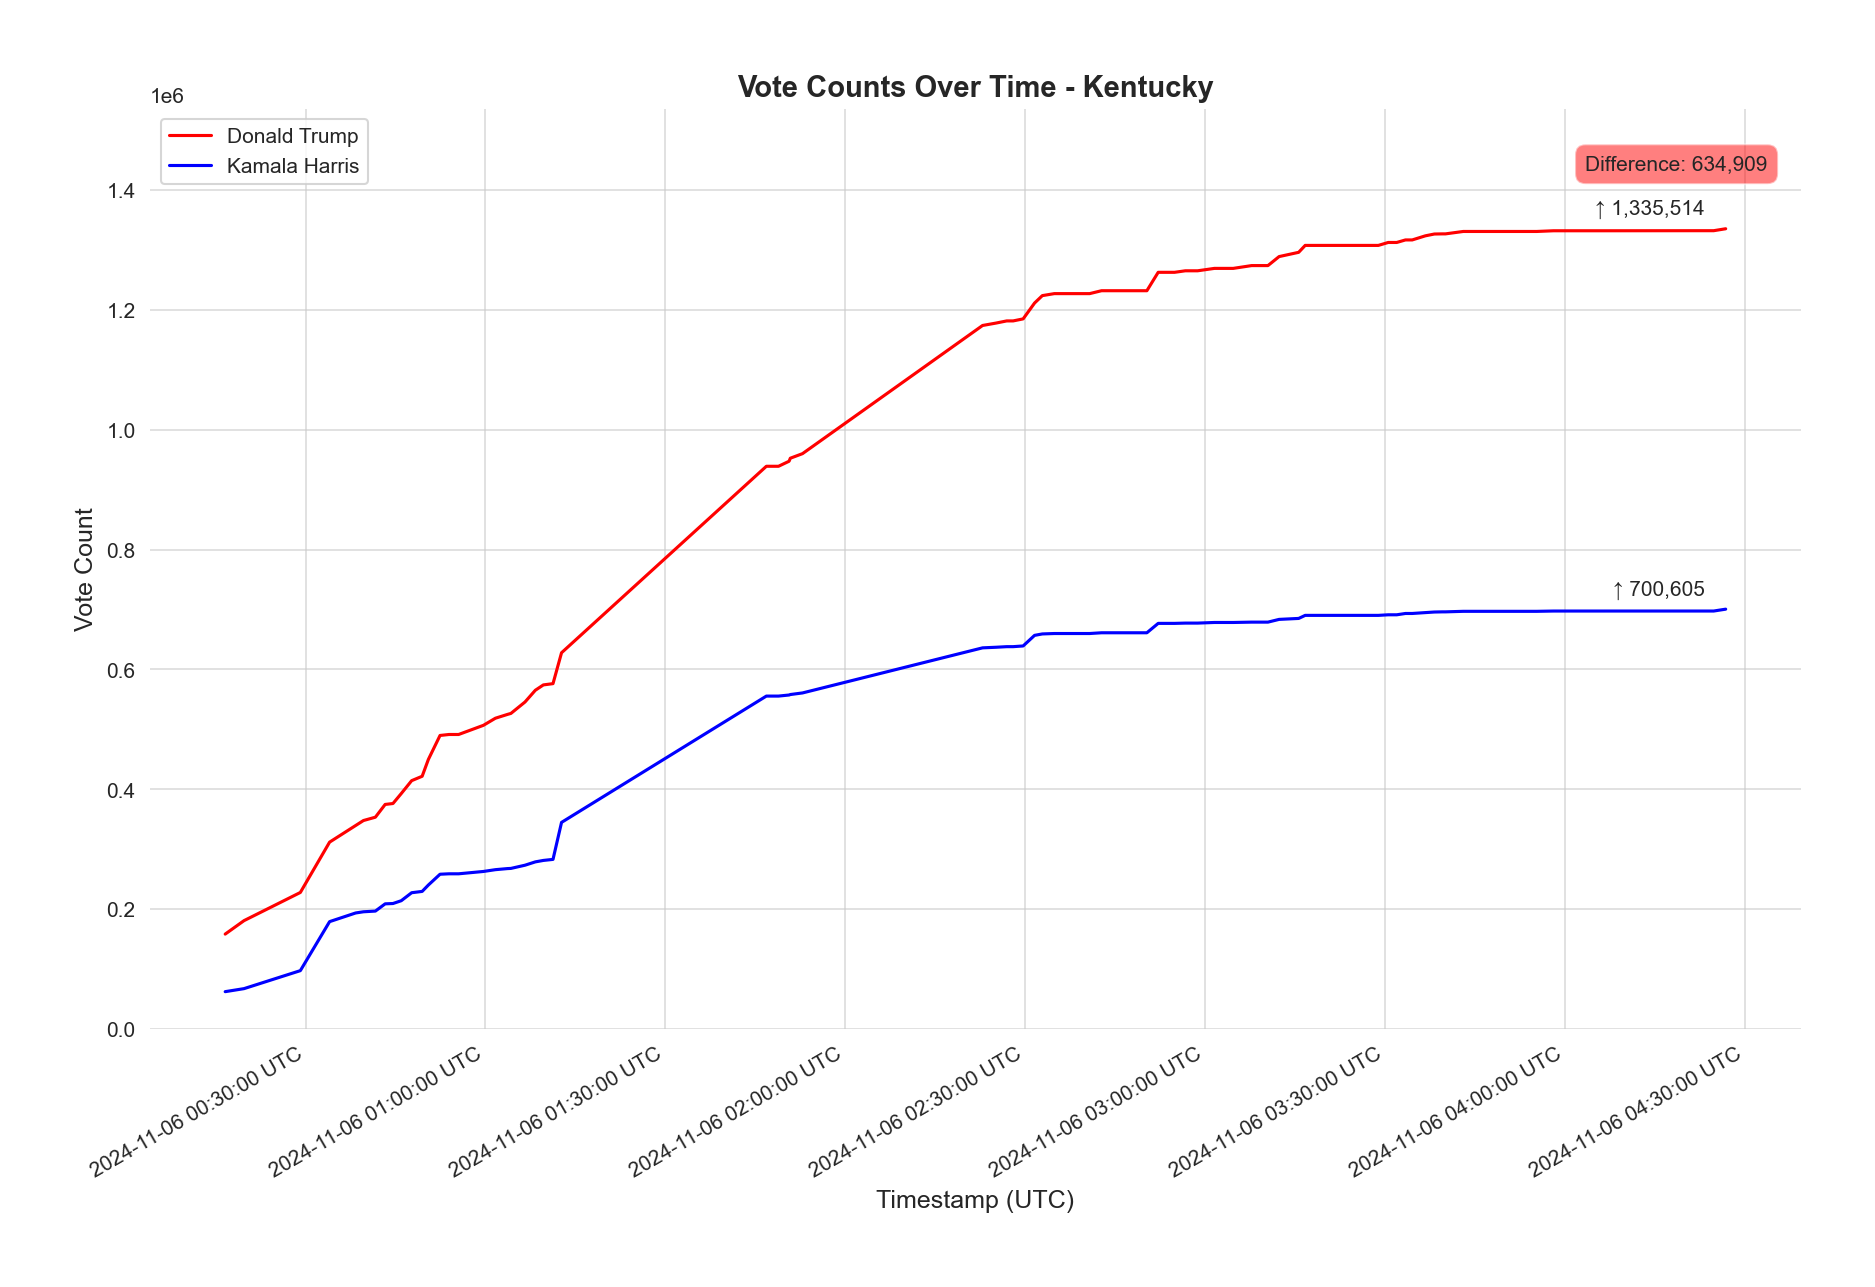 Vote Counts Over Time - Kentucky
1e6
Donald Trump
Kamala Harris
Difference: 634,909
↑ 1,335,514
↑ 700,605
Vote Count
1.4
1.2
1.0
0.8
0.6
0.4
0.2
0.0
2024-11-06 00:30:00 UTC
2024-11-06 01:00:00 UTC
2024-11-06 01:30:00 UTC
2024-11-06 02:00:00 UTC
2024-11-06 02:30:00 UTC
2024-11-06 03:00:00 UTC
2024-11-06 03:30:00 UTC
2024-11-06 04:00:00 UTC
2024-11-06 04:30:00 UTC
Timestamp (UTC)